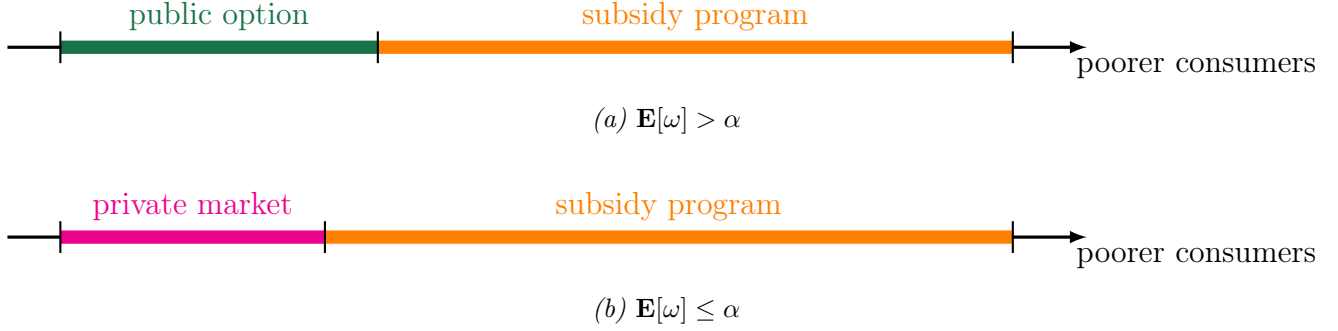 public option subsidy program
poorer consumers
(a) E[ω] > α
private market subsidy program
poorer consumers
(b) E[ω] ≤ α